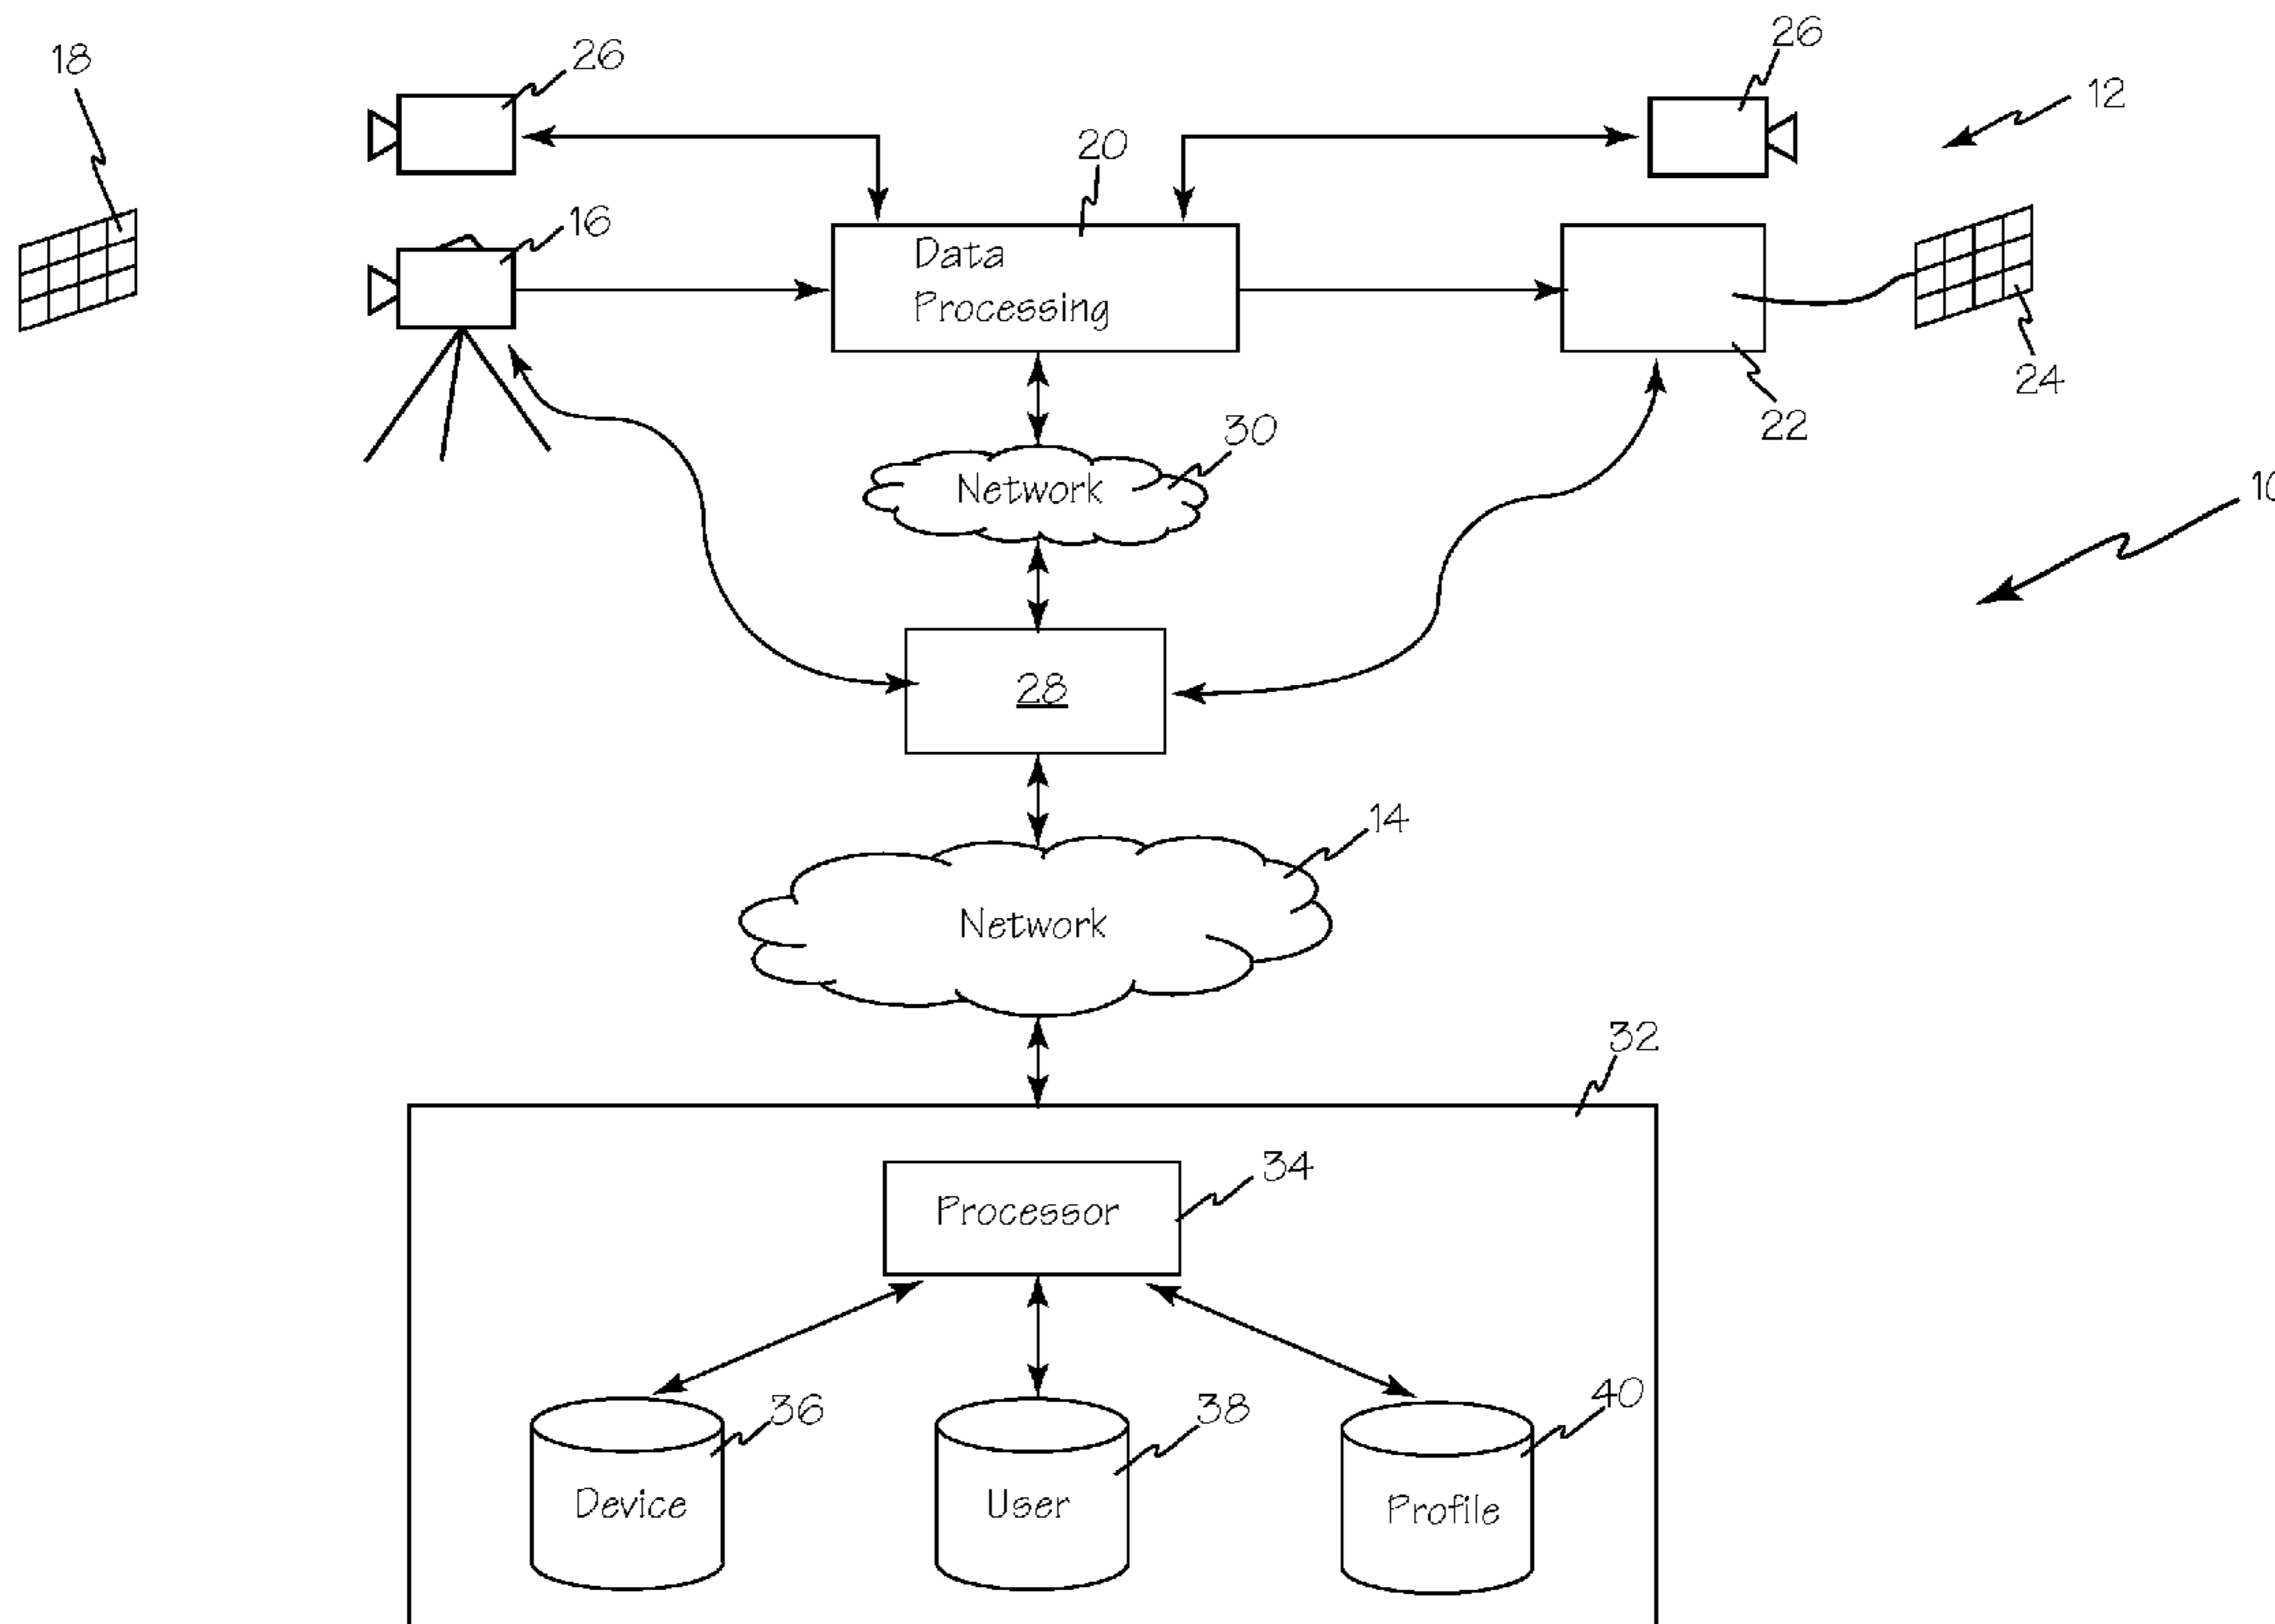 18
26
26
12
20
16
Data
Processing
24
22
30
Network
28
14
Network
32
34
Processor
36
38
40
Device
User
Profile